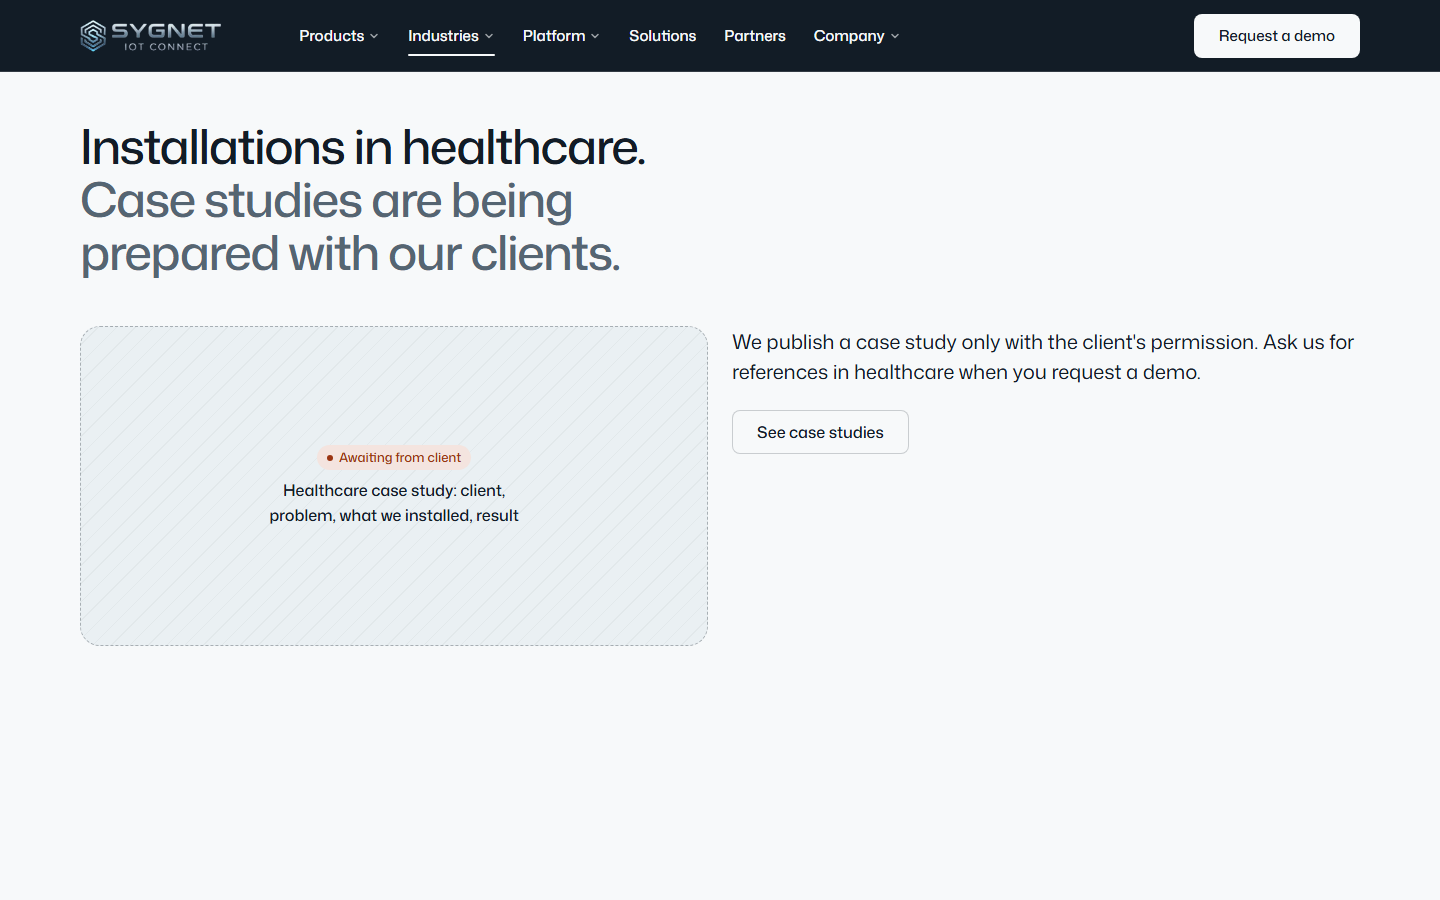 SYGNET
IOT CONNECT
Products
Industries
Platform
Solutions
Partners
Company
Request a demo
Installations in healthcare.
Case studies are being
prepared with our clients.
Awaiting from client
Healthcare case study: client,
problem, what we installed, result
We publish a case study only with the client's permission. Ask us for
references in healthcare when you request a demo.
See case studies